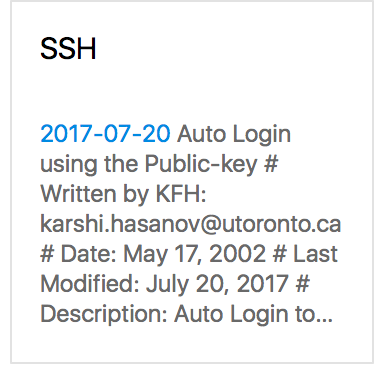 SSH
2017-07-20 Auto Login
using the Public-key #
Written by KFH:
karshi.hasanov@utoronto.ca
# Date: May 17, 2002 # Last
Modified: July 20, 2017 #
Description: Auto Login to...